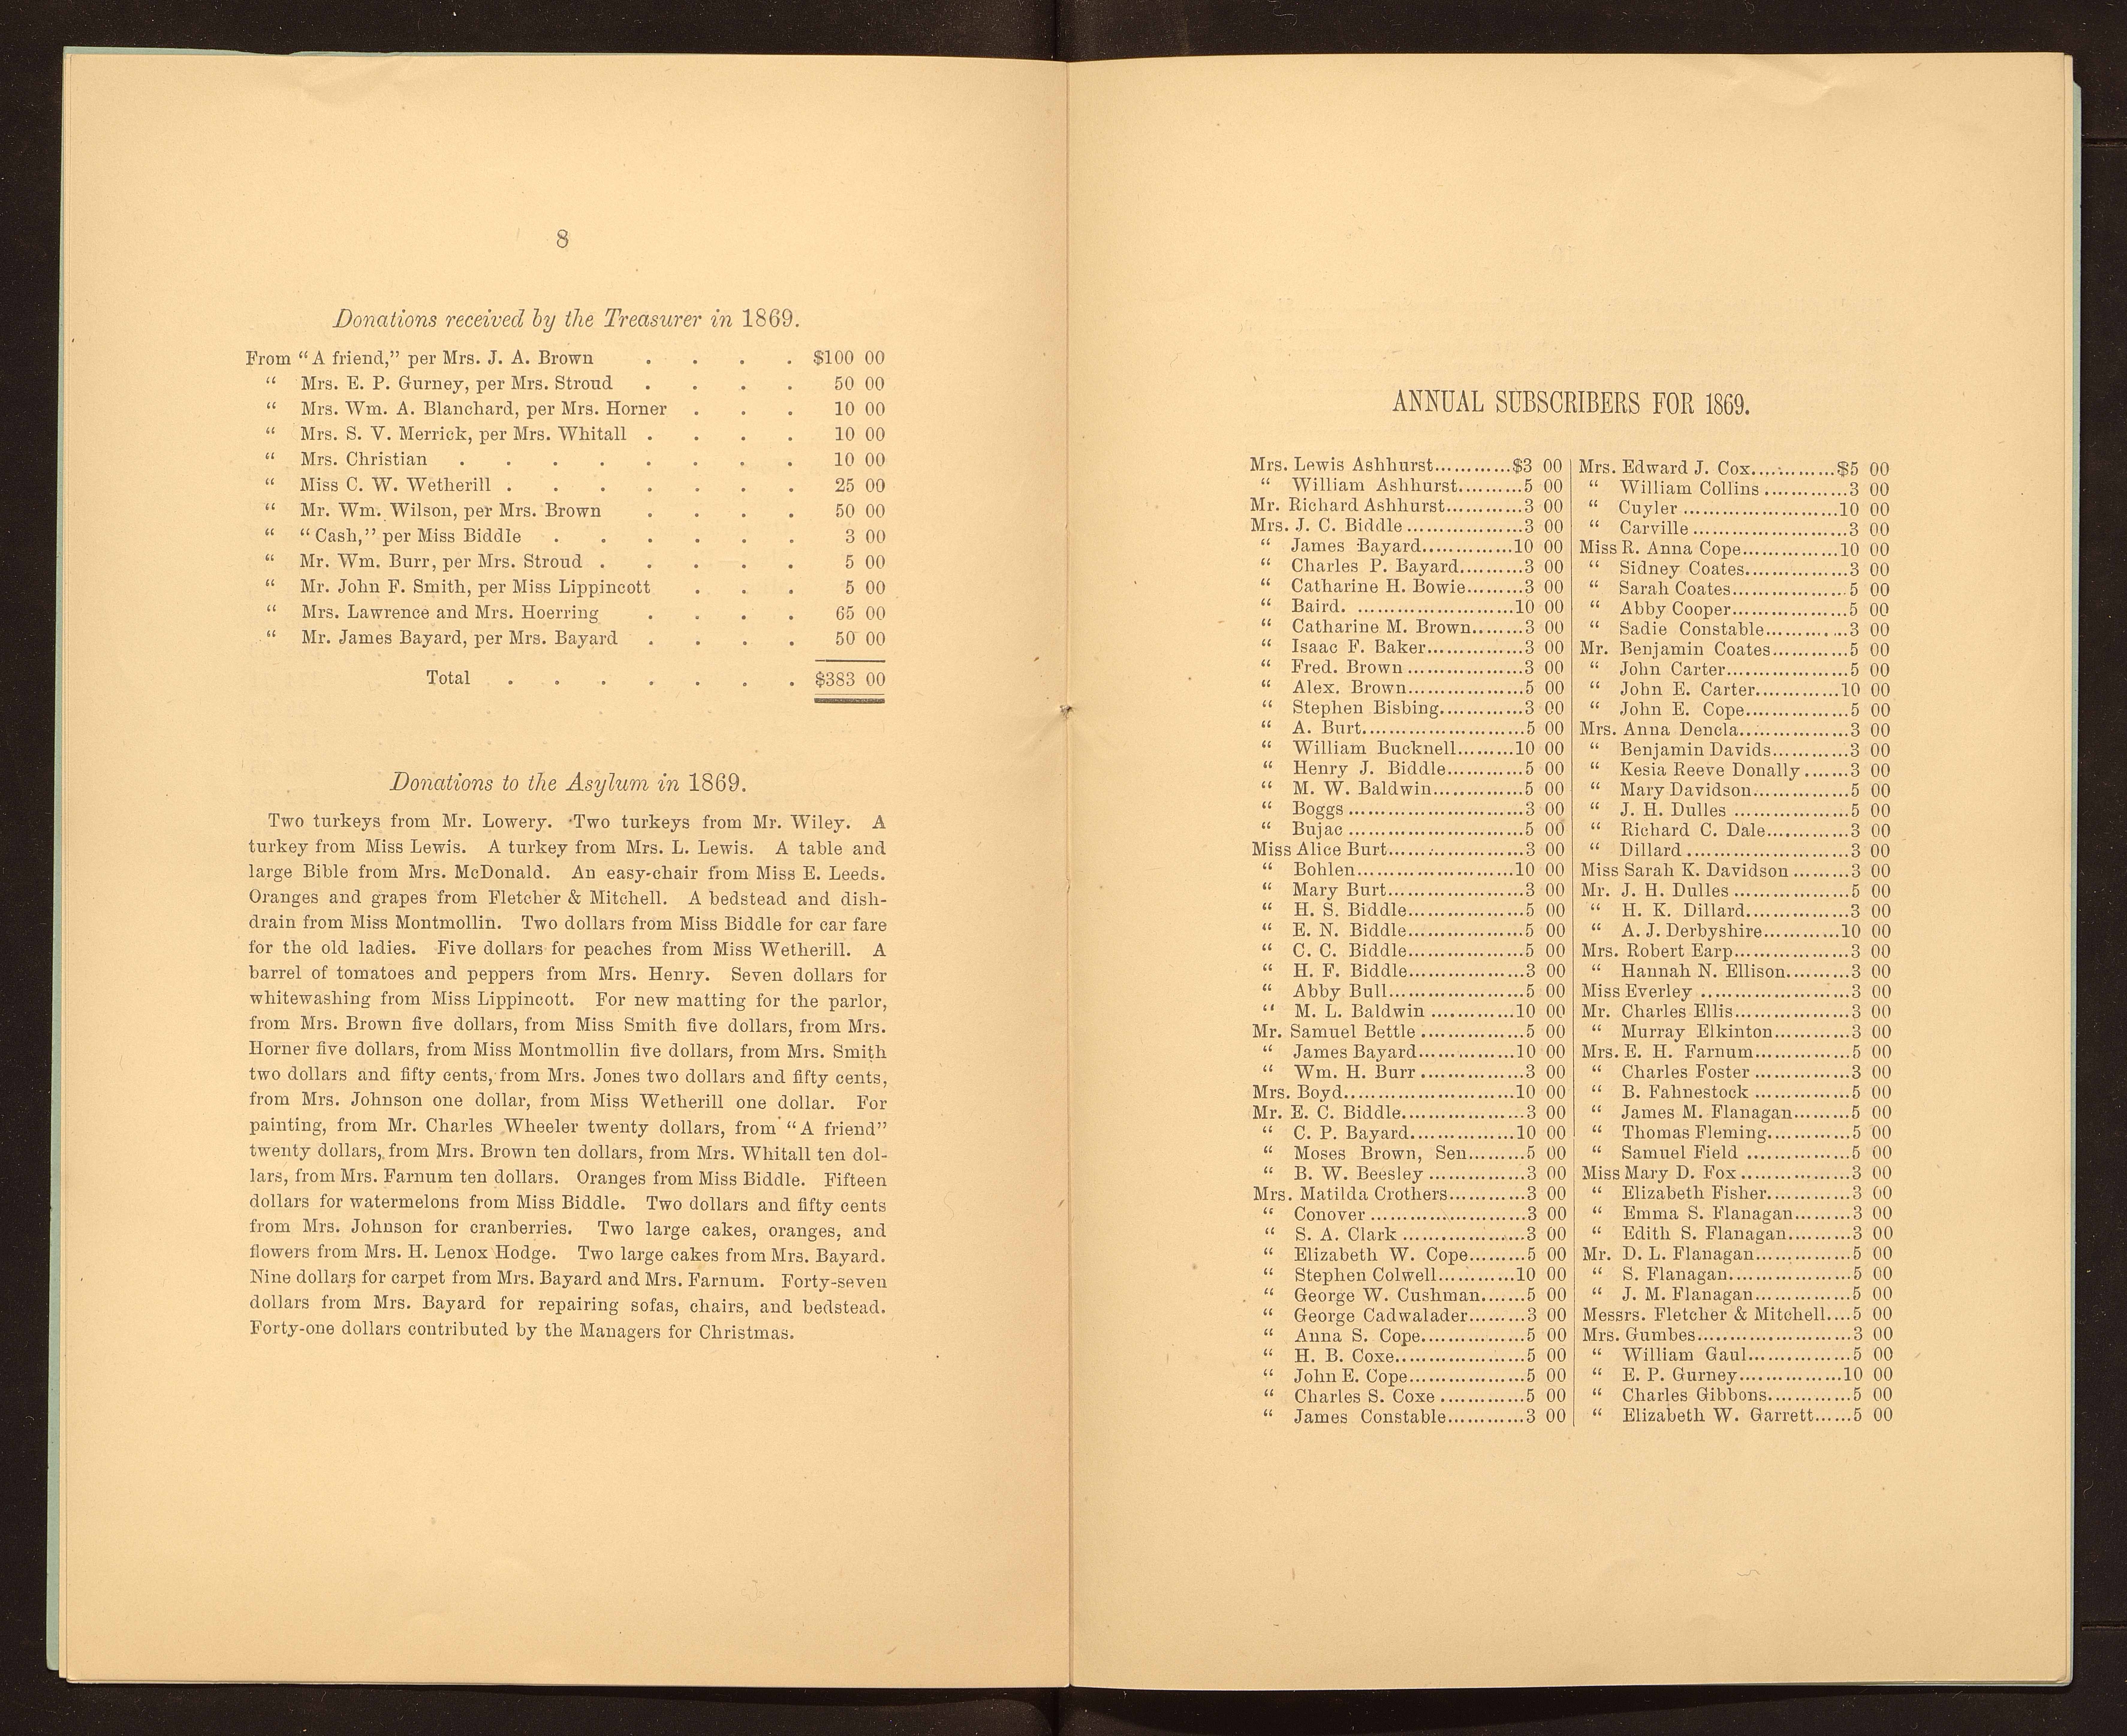 8
Donations received by the Treasurer in 1869.
From “A friend,” per Mrs. J. A. Brown . . . . $100 00
“ Mrs. E. P. Gurney, per Mrs. Stroud . . . . 50 00
“ Mrs. Wm. A. Blanchard, per Mrs. Horner . . . 10 00
“ Mrs. S. V. Merrick, per Mrs. Whitall . . . . 10 00
“ Mrs. Christian . . . . . . . . 10 00
“ Miss C. W. Wetherill . . . . . . . 25 00
“ Mr. Wm. Wilson, per Mrs. Brown . . . . 50 00
“ “Cash,” per Miss Biddle . . . . . . 3 00
“ Mr. Wm. Burr, per Mrs. Stroud . . . . . 5 00
“ Mr. John F. Smith, per Miss Lippincott . . . 5 00
“ Mrs. Lawrence and Mrs. Hoerring . . . . 65 00
“ Mr. James Bayard, per Mrs. Bayard . . . . 50 00
Total . . . . . . . $383 00
Donations to the Asylum in 1869.
Two turkeys from Mr. Lowery. Two turkeys from Mr. Wiley. A
turkey from Miss Lewis. A turkey from Mrs. L. Lewis. A table and
large Bible from Mrs. McDonald. An easy-chair from Miss E. Leeds.
Oranges and grapes from Fletcher & Mitchell. A bedstead and dish-
drain from Miss Montmollin. Two dollars from Miss Biddle for car fare
for the old ladies. Five dollars for peaches from Miss Wetherill. A
barrel of tomatoes and peppers from Mrs. Henry. Seven dollars for
whitewashing from Miss Lippincott. For new matting for the parlor,
from Mrs. Brown five dollars, from Miss Smith five dollars, from Mrs.
Horner five dollars, from Miss Montmollin five dollars, from Mrs. Smith
two dollars and fifty cents, from Mrs. Jones two dollars and fifty cents,
from Mrs. Johnson one dollar, from Miss Wetherill one dollar. For
painting, from Mr. Charles Wheeler twenty dollars, from “A friend”
twenty dollars, from Mrs. Brown ten dollars, from Mrs. Whitall ten dol-
lars, from Mrs. Farnum ten dollars. Oranges from Miss Biddle. Fifteen
dollars for watermelons from Miss Biddle. Two dollars and fifty cents
from Mrs. Johnson for cranberries. Two large cakes, oranges, and
flowers from Mrs. H. Lenox Hodge. Two large cakes from Mrs. Bayard.
Nine dollars for carpet from Mrs. Bayard and Mrs. Farnum. Forty-seven
dollars from Mrs. Bayard for repairing sofas, chairs, and bedstead.
Forty-one dollars contributed by the Managers for Christmas.
ANNUAL SUBSCRIBERS FOR 1869.
Mrs. Lewis Ashhurst............$3 00
“ William Ashhurst..........5 00
Mr. Richard Ashhurst............3 00
Mrs. J. C. Biddle..................3 00
“ James Bayard..............10 00
“ Charles P. Bayard..........3 00
“ Catharine H. Bowie.........3 00
“ Baird. ........................10 00
“ Catharine M. Brown........3 00
“ Isaac F. Baker...............3 00
“ Fred. Brown..................3 00
“ Alex. Brown..................5 00
“ Stephen Bisbing.............3 00
“ A. Burt.........................5 00
“ William Bucknell.........10 00
“ Henry J. Biddle............5 00
“ M. W. Baldwin..............5 00
“ Boggs...........................3 00
“ Bujac...........................5 00
Miss Alice Burt.....................3 00
“ Bohlen........................10 00
“ Mary Burt.....................3 00
“ H. S. Biddle..................5 00
“ E. N. Biddle..................5 00
“ C. C. Biddle..................5 00
“ H. F. Biddle..................3 00
“ Abby Bull.....................5 00
“ M. L. Baldwin.............10 00
Mr. Samuel Bettle................5 00
“ James Bayard...............10 00
“ Wm. H. Burr................3 00
Mrs. Boyd..........................10 00
Mr. E. C. Biddle...................3 00
“ C. P. Bayard................10 00
“ Moses Brown, Sen.........5 00
“ B. W. Beesley...............3 00
Mrs. Matilda Crothers............3 00
“ Conover........................3 00
“ S. A. Clark...................3 00
“ Elizabeth W. Cope.........5 00
“ Stephen Colwell............10 00
“ George W. Cushman.......5 00
“ George Cadwalader.........3 00
“ Anna S. Cope................5 00
“ H. B. Coxe....................5 00
“ John E. Cope..................5 00
“ Charles S. Coxe.............5 00
“ James Constable............3 00
Mrs. Edward J. Cox.............$5 00
“ William Collins.............3 00
“ Cuyler........................10 00
“ Carville........................3 00
Miss R. Anna Cope...............10 00
“ Sidney Coates................3 00
“ Sarah Coates..................5 00
“ Abby Cooper..................5 00
“ Sadie Constable.............3 00
Mr. Benjamin Coates............5 00
“ John Carter...................5 00
“ John E. Carter.............10 00
“ John E. Cope................5 00
Mrs. Anna Dencla.................3 00
“ Benjamin Davids............3 00
“ Kesia Reeve Donally.......3 00
“ Mary Davidson...............5 00
“ J. H. Dulles..................5 00
“ Richard C. Dale.............3 00
“ Dillard.........................3 00
Miss Sarah K. Davidson.........3 00
Mr. J. H. Dulles..................5 00
“ H. K. Dillard................3 00
“ A. J. Derbyshire............10 00
Mrs. Robert Earp..................3 00
“ Hannah N. Ellison..........3 00
Miss Everley.......................3 00
Mr. Charles Ellis..................3 00
“ Murray Elkinton.............3 00
Mrs. E. H. Farnum...............5 00
“ Charles Foster...............3 00
“ B. Fahnestock...............5 00
“ James M. Flanagan.........5 00
“ Thomas Fleming.............5 00
“ Samuel Field................5 00
Miss Mary D. Fox.................3 00
“ Elizabeth Fisher.............3 00
“ Emma S. Flanagan.........3 00
“ Edith S. Flanagan..........3 00
Mr. D. L. Flanagan...............5 00
“ S. Flanagan...................5 00
“ J. M. Flanagan...............5 00
Messrs. Fletcher & Mitchell....5 00
Mrs. Gumbes........................3 00
“ William Gaul................5 00
“ E. P. Gurney................10 00
“ Charles Gibbons.............5 00
“ Elizabeth W. Garrett......5 00